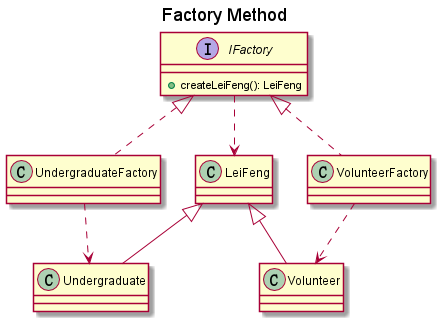 Factory Method
I IFactory
createLeiFeng(): LeiFeng
C UndergraduateFactory
C LeiFeng
C VolunteerFactory
C Undergraduate
C Volunteer